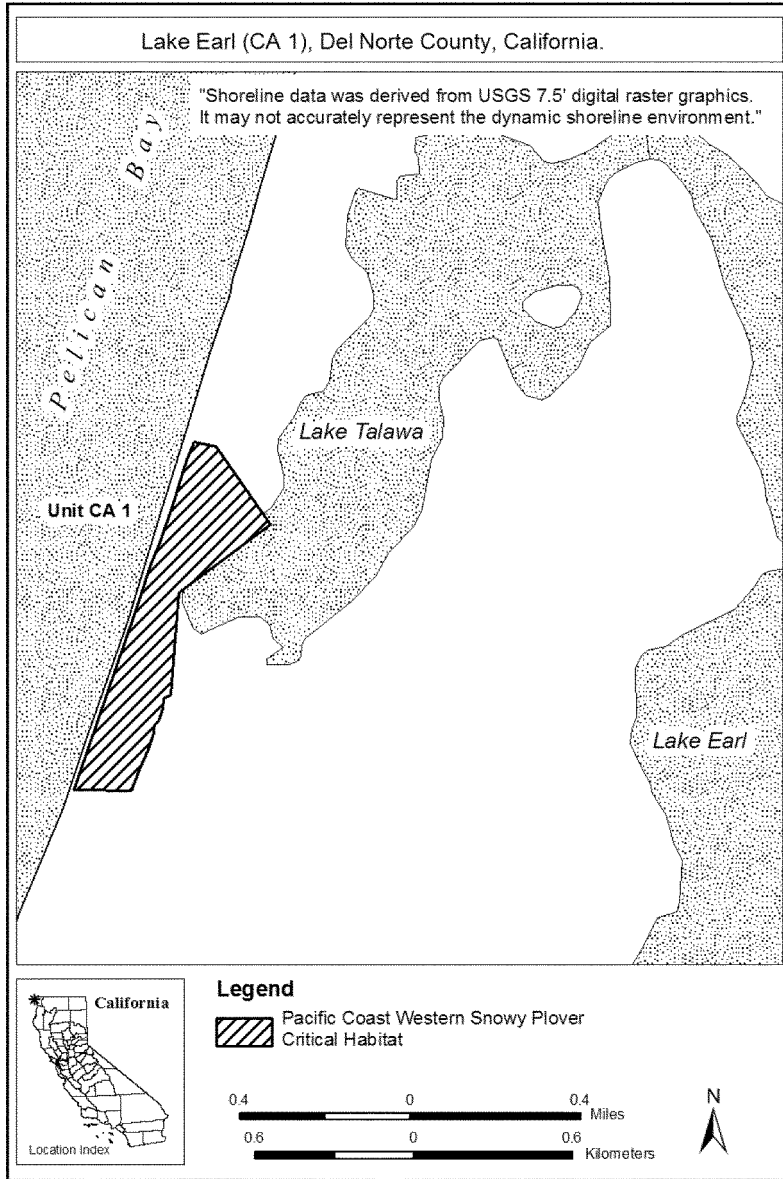 Lake Earl (CA 1), Del Norte County, California.
"Shoreline data was derived from USGS 7.5' digital raster graphics.
It may not accurately represent the dynamic shoreline environment."
Pelican Bay
Lake Talawa
Unit CA 1
Lake Earl
California
Location Index
Legend
Pacific Coast Western Snowy Plover
Critical Habitat
0.4 0 0.4
Miles
0.6 0 0.6
Kilometers
N